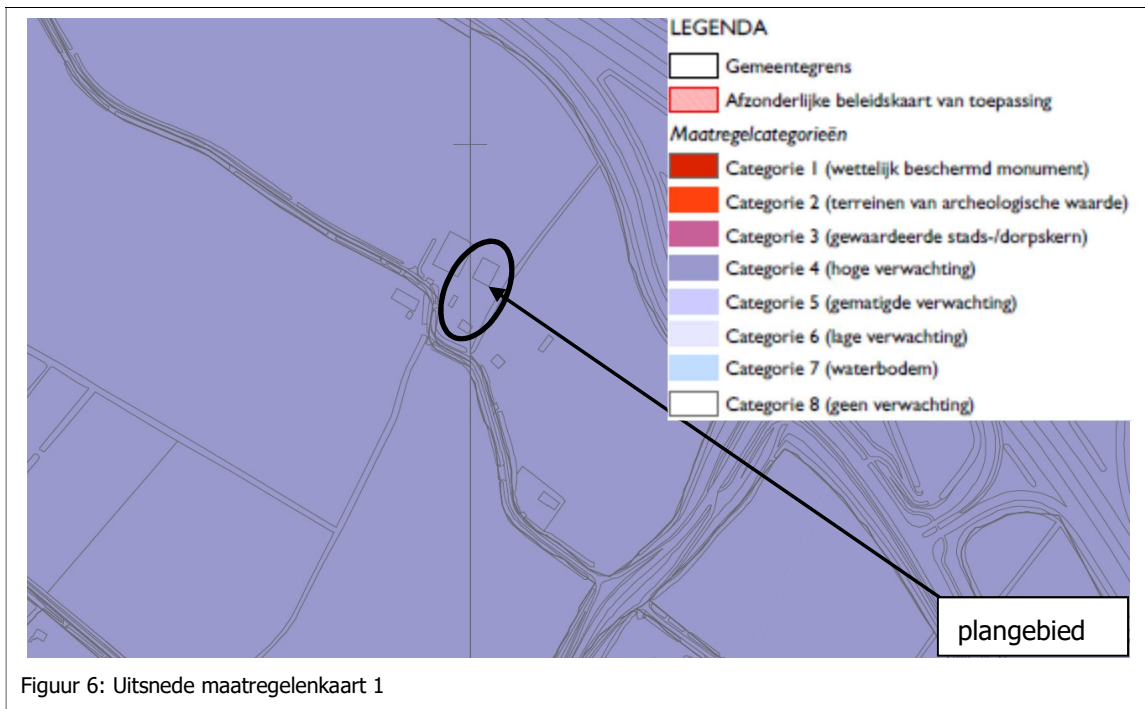 LEGENDA
Gemeentegrens
Afzonderlijke beleidskaart van toepassing
Maatregelcategorieën
Categorie 1 (wettelijk beschermd monument)
Categorie 2 (terreinen van archeologische waarde)
Categorie 3 (gewaardeerde stads-/dorpskern)
Categorie 4 (hoge verwachting)
Categorie 5 (gematigde verwachting)
Categorie 6 (lage verwachting)
Categorie 7 (waterbodem)
Categorie 8 (geen verwachting)
plangebied
Figuur 6: Uitsnede maatregelenkaart 1